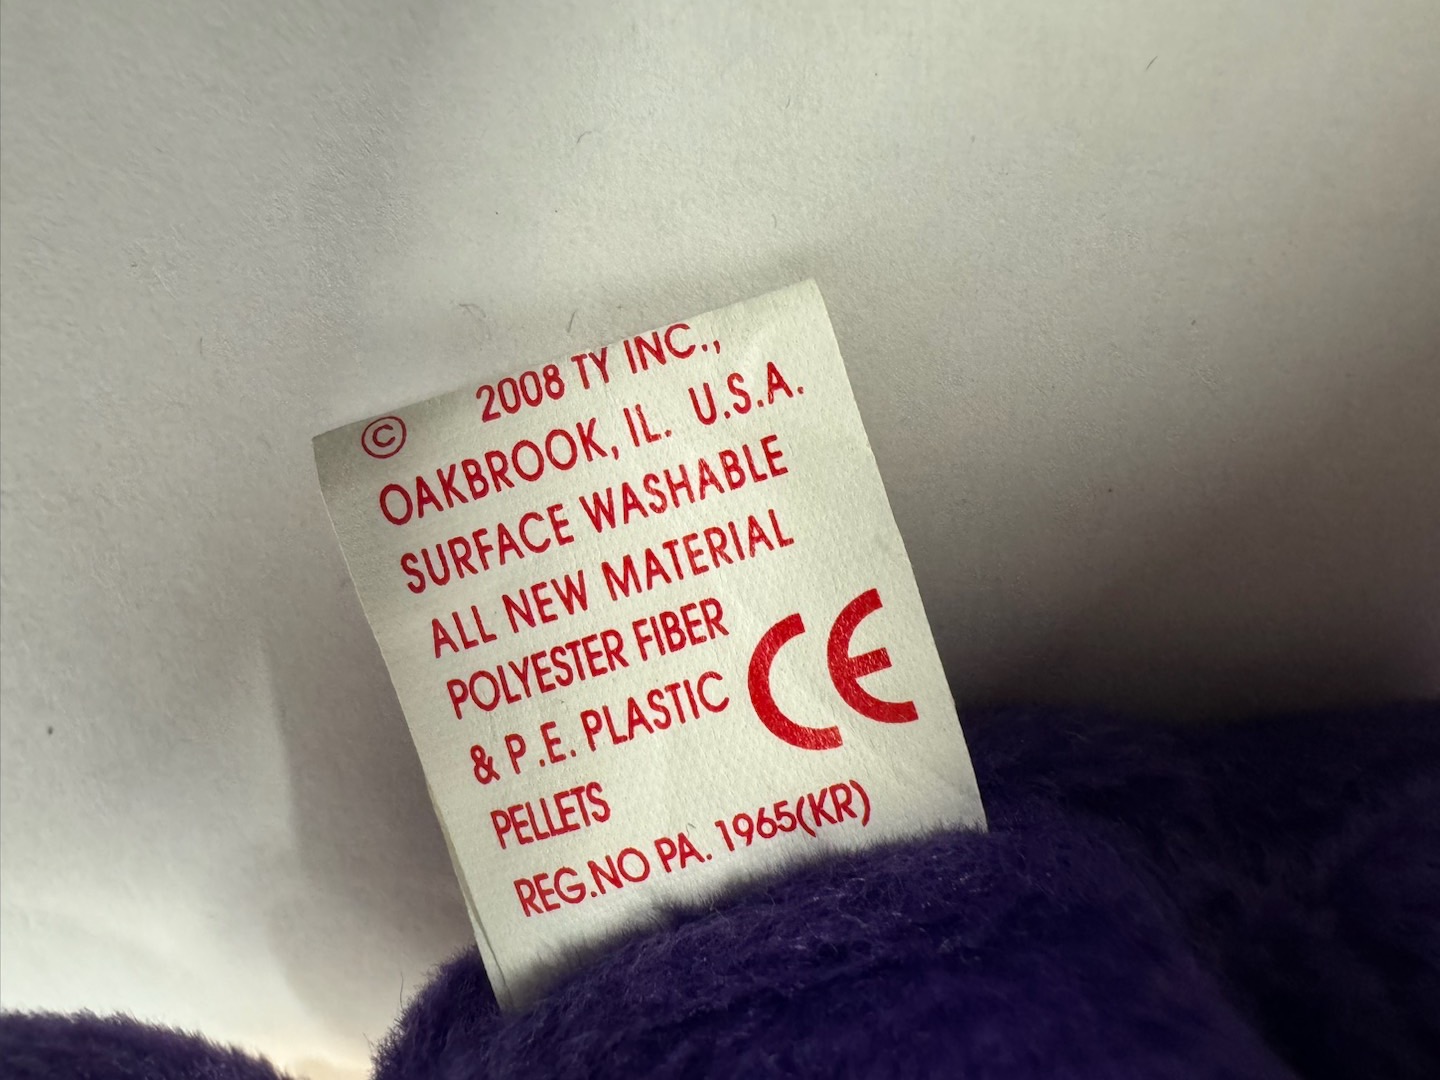 © 2008 TY INC.,
OAKBROOK, IL. U.S.A.
SURFACE WASHABLE
ALL NEW MATERIAL
POLYESTER FIBER
& P.E. PLASTIC
PELLETS
CE
REG.NO PA. 1965(KR)